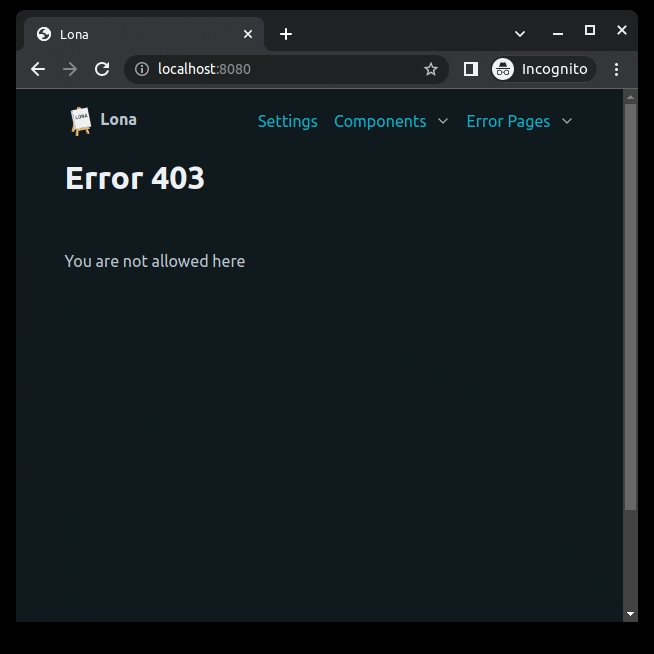 Lona
localhost:8080
Incognito
LONA
Lona
Settings Components Error Pages
Error 403
You are not allowed here